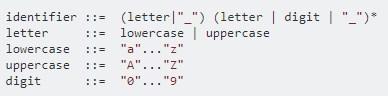 identifier ::=  (letter|"_") (letter | digit | "_")*
letter     ::=  lowercase | uppercase
lowercase  ::=  "a"..."z"
uppercase  ::=  "A"..."Z"
digit      ::=  "0"..."9"